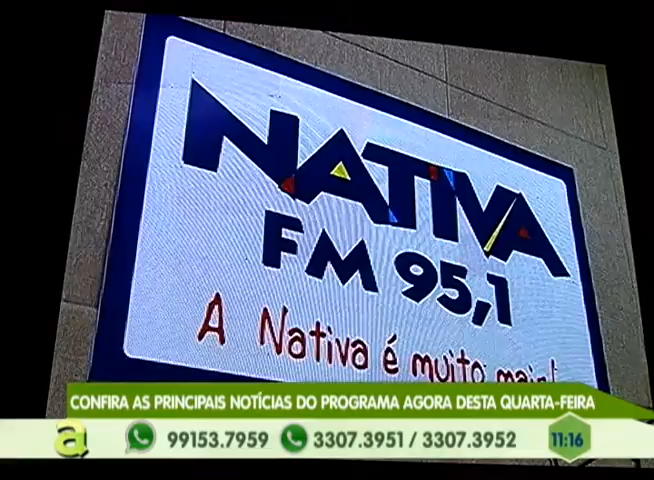 NATIVA
FM 95,1
A Nativa é muito mais!
CONFIRA AS PRINCIPAIS NOTÍCIAS DO PROGRAMA AGORA DESTA QUARTA-FEIRA
a 99153.7959 3307.3951 / 3307.3952 11:16